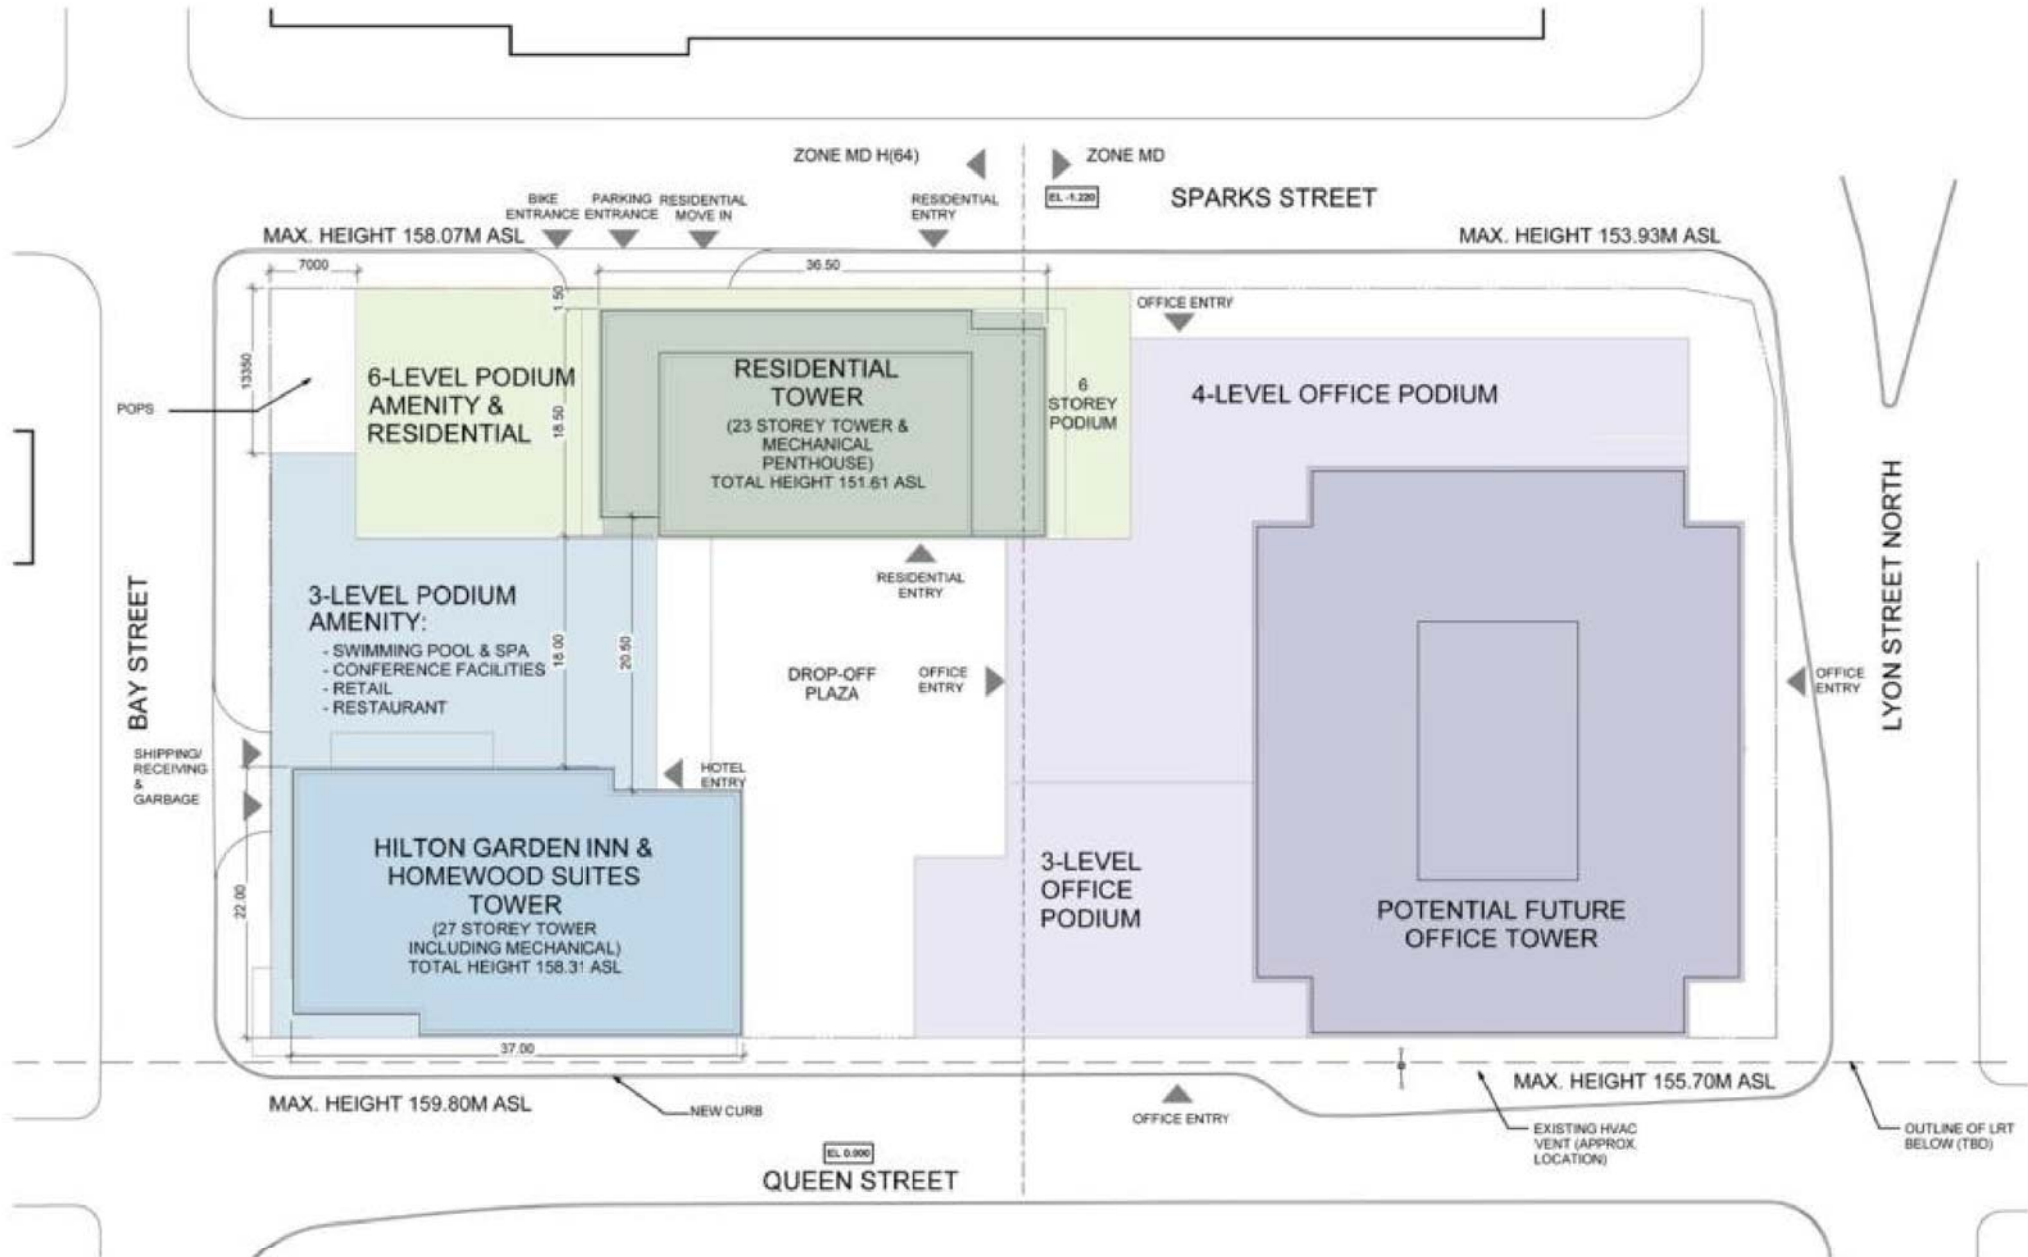 ZONE MD H(64)
ZONE MD
EL -1.220
SPARKS STREET
BIKE
ENTRANCE
PARKING
ENTRANCE
RESIDENTIAL
MOVE IN
RESIDENTIAL
ENTRY
MAX. HEIGHT 158.07M ASL
MAX. HEIGHT 153.93M ASL
7000
36.50
1.50
OFFICE ENTRY
13350
POPS
6-LEVEL PODIUM
AMENITY &
RESIDENTIAL
18.50
RESIDENTIAL
TOWER
(23 STOREY TOWER &
MECHANICAL
PENTHOUSE)
TOTAL HEIGHT 151.61 ASL
6
STOREY
PODIUM
4-LEVEL OFFICE PODIUM
LYON STREET NORTH
BAY STREET
3-LEVEL PODIUM
AMENITY:
- SWIMMING POOL & SPA
- CONFERENCE FACILITIES
- RETAIL
- RESTAURANT
18.00
20.50
RESIDENTIAL
ENTRY
DROP-OFF
PLAZA
OFFICE
ENTRY
OFFICE
ENTRY
SHIPPING/
RECEIVING
&
GARBAGE
HOTEL
ENTRY
22.00
HILTON GARDEN INN &
HOMEWOOD SUITES
TOWER
(27 STOREY TOWER
INCLUDING MECHANICAL)
TOTAL HEIGHT 158.31 ASL
3-LEVEL
OFFICE
PODIUM
POTENTIAL FUTURE
OFFICE TOWER
37.00
MAX. HEIGHT 159.80M ASL
NEW CURB
OFFICE ENTRY
MAX. HEIGHT 155.70M ASL
EXISTING HVAC
VENT (APPROX.
LOCATION)
OUTLINE OF LRT
BELOW (TBD)
EL 0.000
QUEEN STREET